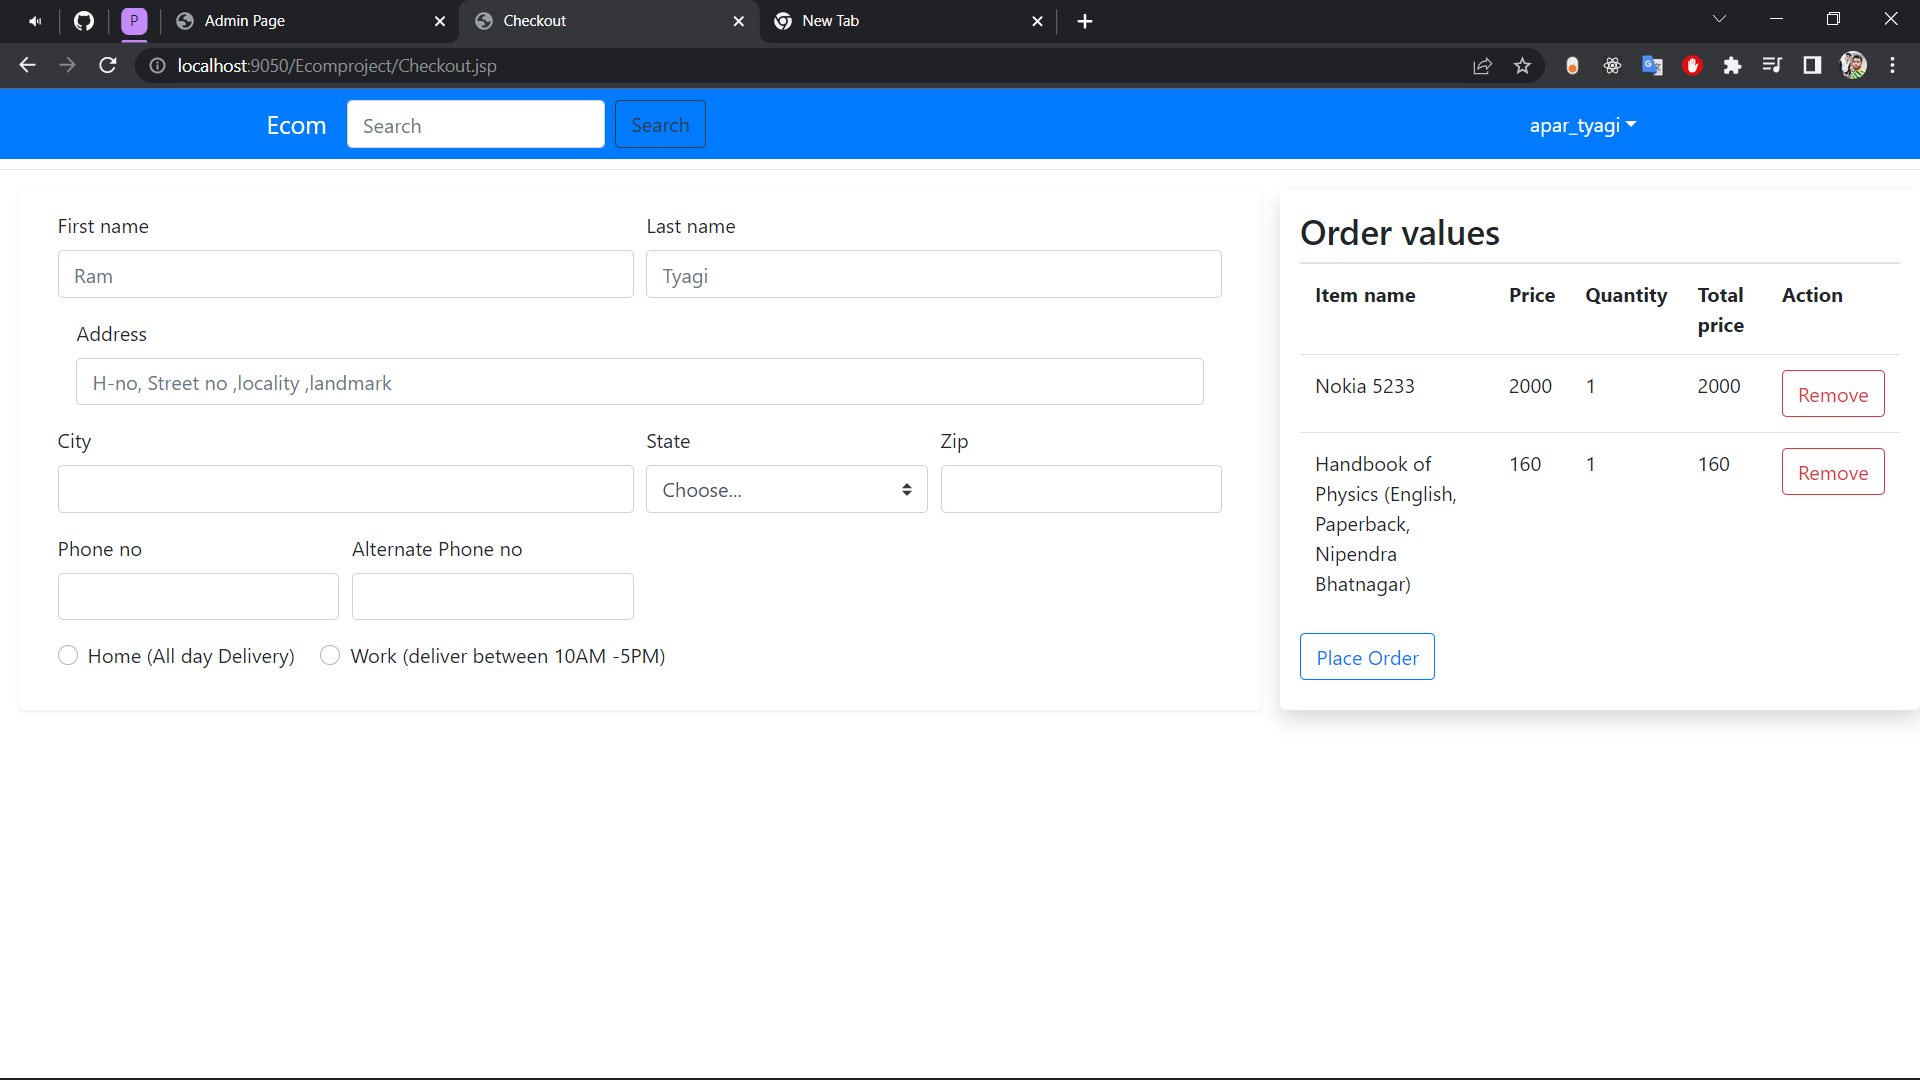 P
Admin Page
Checkout
New Tab
localhost:9050/Ecomproject/Checkout.jsp
Ecom
Search
Search
apar_tyagi
First name
Last name
Ram
Tyagi
Address
H-no, Street no ,locality ,landmark
City
State
Zip
Choose...
Phone no
Alternate Phone no
Home (All day Delivery)
Work (deliver between 10AM -5PM)
Order values
Item name
Price
Quantity
Total
price
Action
Nokia 5233
2000
1
2000
Remove
Handbook of
Physics (English,
Paperback,
Nipendra
Bhatnagar)
160
1
160
Remove
Place Order